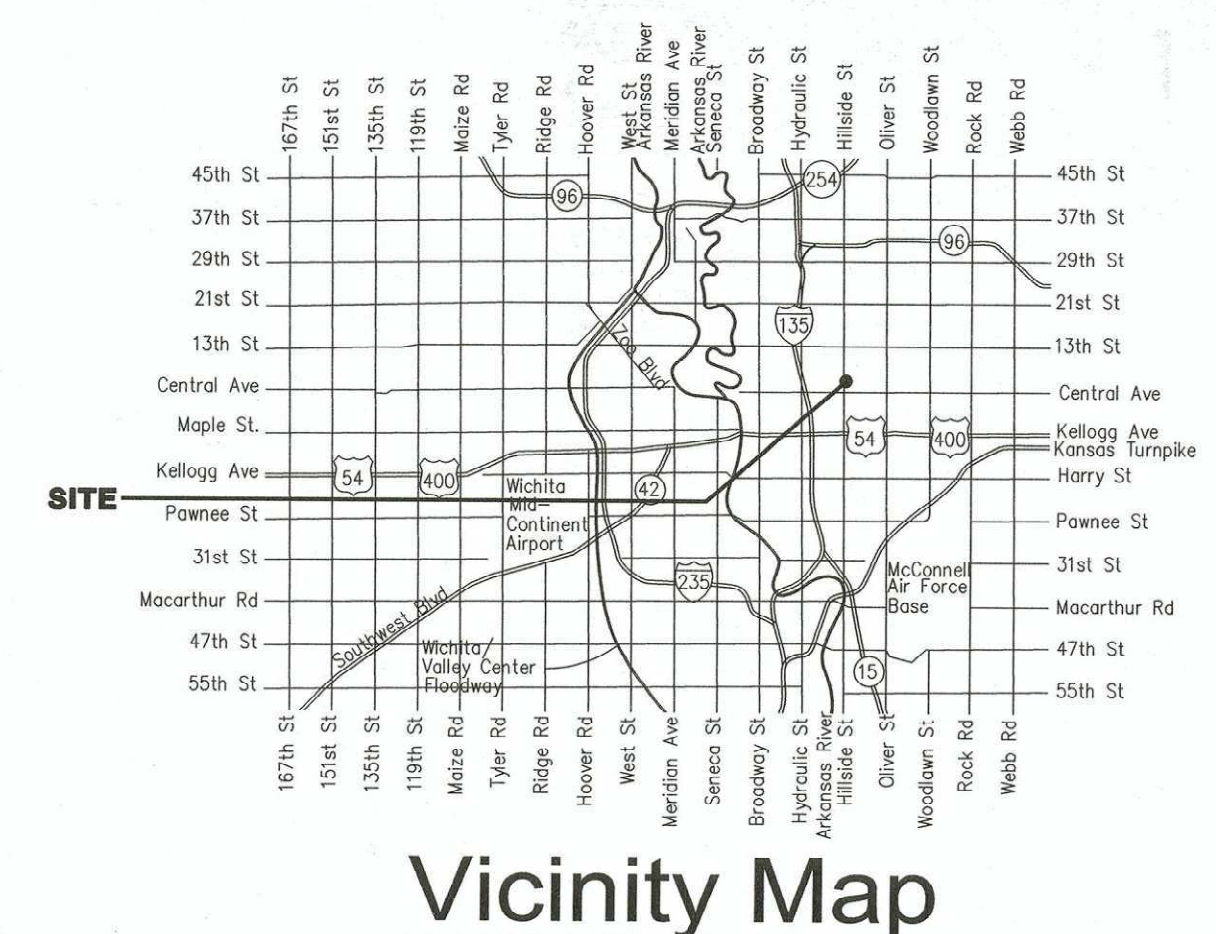 167th St
151st St
135th St
119th St
Maize Rd
Tyler Rd
Ridge Rd
Hoover Rd
West St
Arkansas River
Meridian Ave
Arkansas River
Seneca St
Broadway St
Hydraulic St
Hillside St
Oliver St
Woodlawn St
Rock Rd
Webb Rd
45th St
254
45th St
96
37th St
37th St
96
29th St
29th St
21st St
21st St
135
13th St
13th St
Zoo Blvd
Central Ave
Central Ave
Maple St.
54
400
Kellogg Ave
Kansas Turnpike
Kellogg Ave
54
400
Harry St
42
SITE
Wichita
Mid-
Continent
Airport
Pawnee St
Pawnee St
31st St
31st St
235
McConnell
Air Force
Base
Macarthur Rd
Macarthur Rd
Southwest Blvd
47th St
47th St
Wichita/
Valley Center
Floodway
15
55th St
55th St
167th St
151st St
135th St
119th St
Maize Rd
Tyler Rd
Ridge Rd
Hoover Rd
West St
Meridian Ave
Seneca St
Broadway St
Hydraulic St
Arkansas River
Hillside St
Oliver St
Woodlawn St
Rock Rd
Webb Rd
Vicinity Map